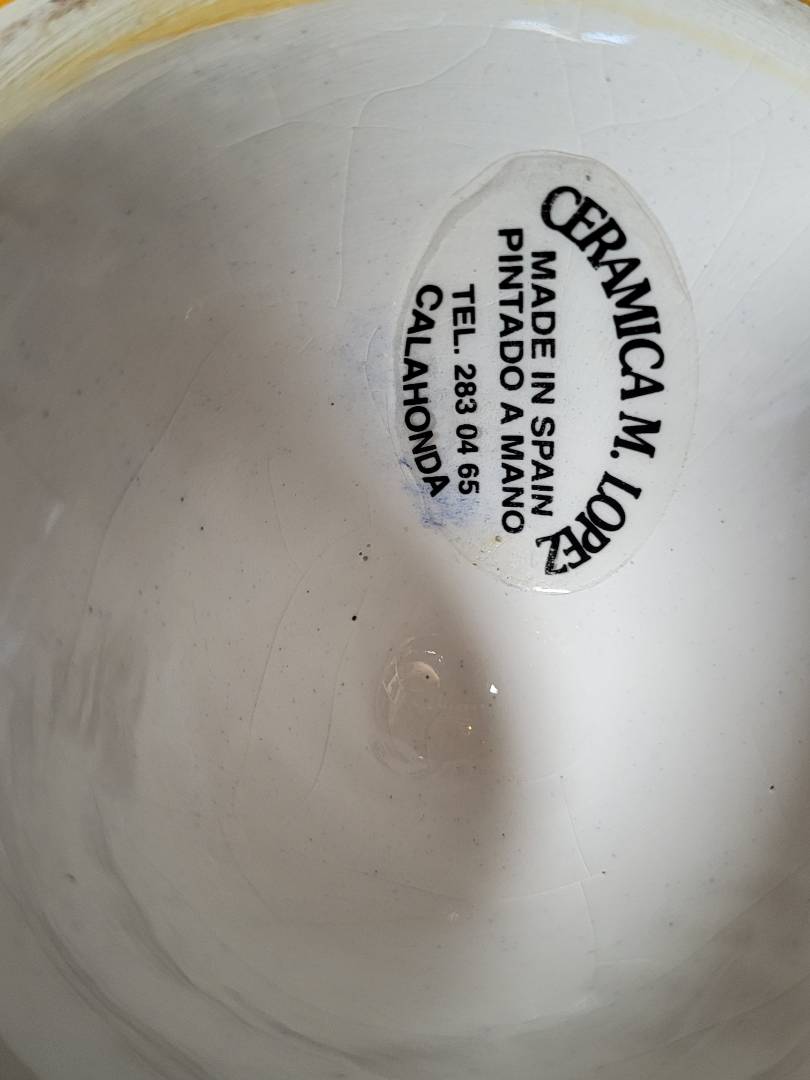 CERAMICA M. LOPEZ
MADE IN SPAIN
PINTADO A MANO
TEL. 283 04 65
CALAHONDA